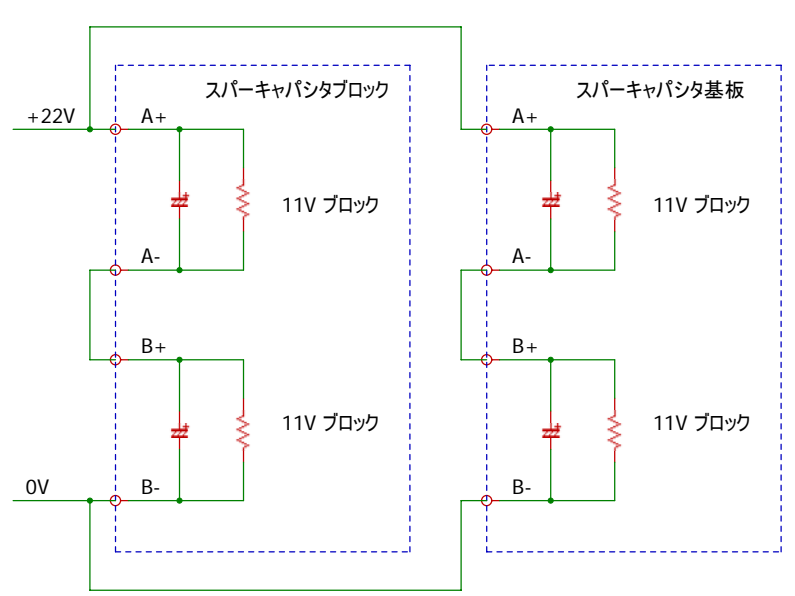 スパーキャパシタブロック
スパーキャパシタ基板
+22V
A+
A+
11V ブロック
11V ブロック
A-
A-
B+
B+
11V ブロック
11V ブロック
0V
B-
B-